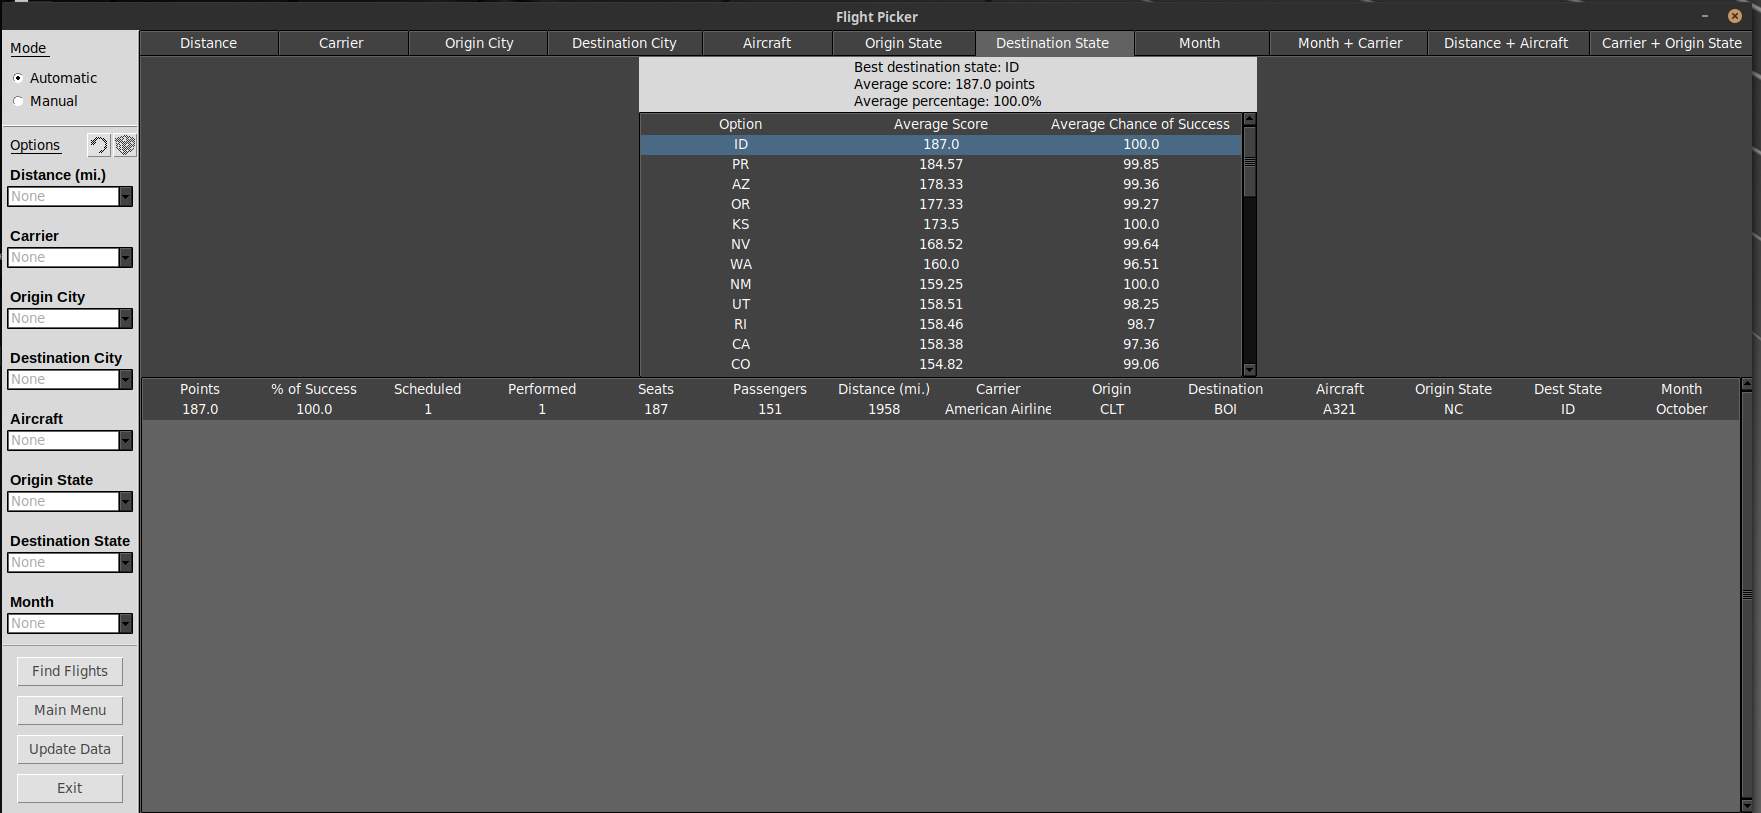 Flight Picker
Mode
Automatic
Manual
Options
Distance (mi.)
None
Carrier
None
Origin City
None
Destination City
None
Aircraft
None
Origin State
None
Destination State
None
Month
None
Find Flights
Main Menu
Update Data
Exit
Distance Carrier Origin City Destination City Aircraft Origin State Destination State Month Month + Carrier Distance + Aircraft Carrier + Origin State
Best destination state: ID
Average score: 187.0 points
Average percentage: 100.0%
Option Average Score Average Chance of Success
ID 187.0 100.0
PR 184.57 99.85
AZ 178.33 99.36
OR 177.33 99.27
KS 173.5 100.0
NV 168.52 99.64
WA 160.0 96.51
NM 159.25 100.0
UT 158.51 98.25
RI 158.46 98.7
CA 158.38 97.36
CO 154.82 99.06
Points % of Success Scheduled Performed Seats Passengers Distance (mi.) Carrier Origin Destination Aircraft Origin State Dest State Month
187.0 100.0 1 1 187 151 1958 American Airline CLT BOI A321 NC ID October